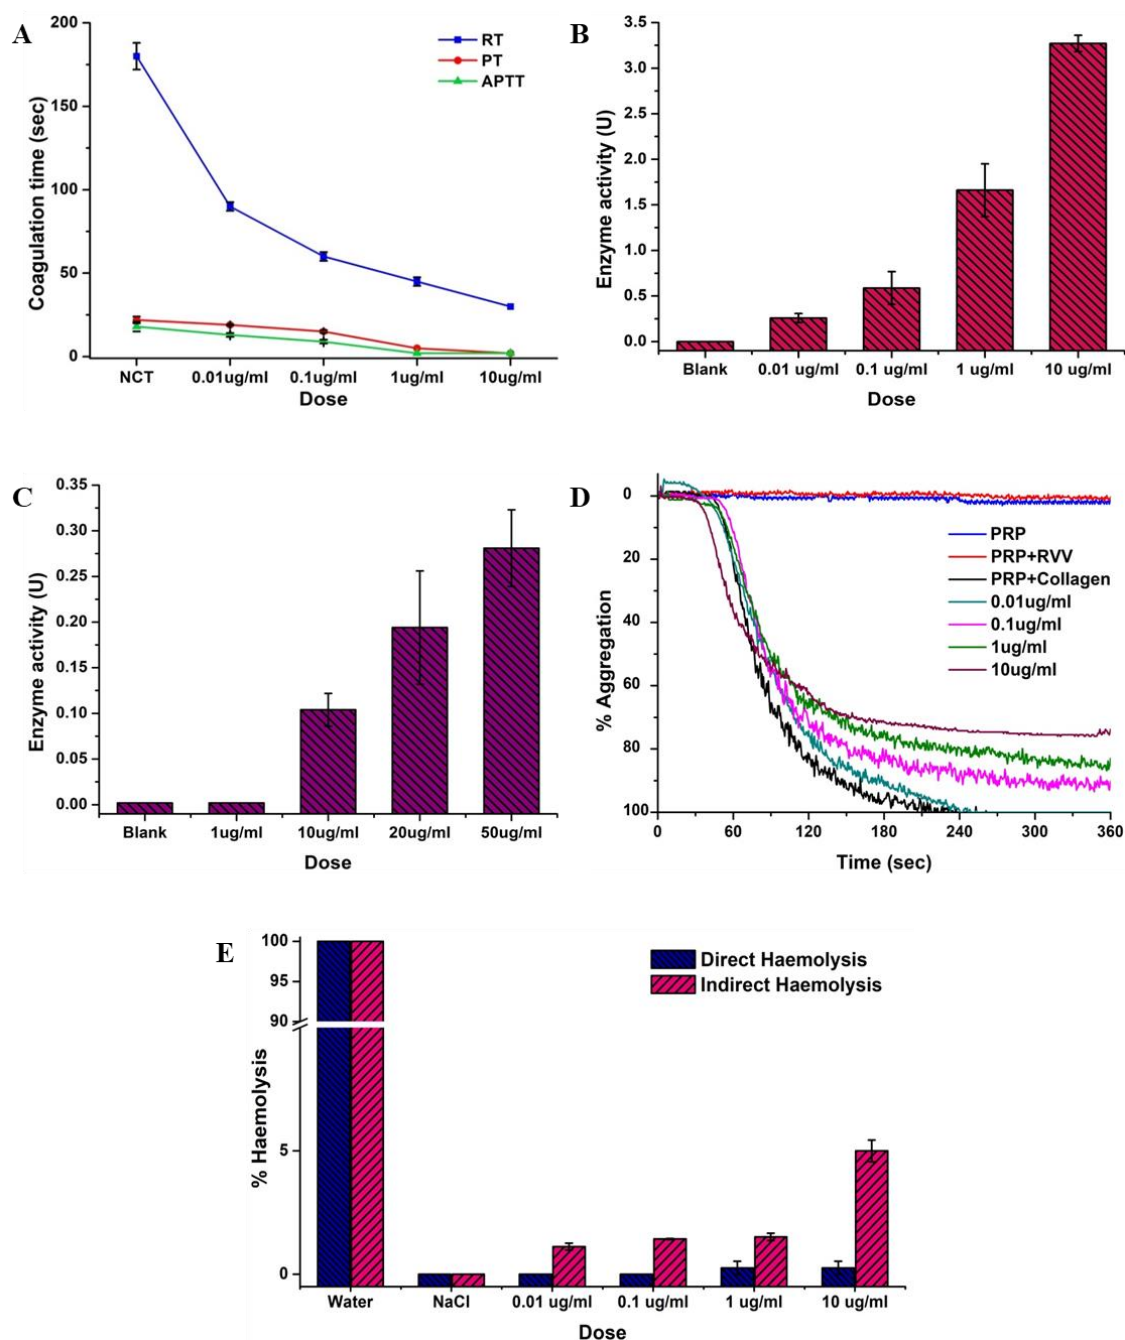 A
200
150
100
50
0
Coagulation time (sec)
RT
PT
APTT
NCT 0.01ug/ml 0.1ug/ml 1ug/ml 10ug/ml
Dose
B
3.5
3.0
2.5
2.0
1.5
1.0
0.5
0.0
Enzyme activity (U)
Blank 0.01 ug/ml 0.1 ug/ml 1 ug/ml 10 ug/ml
Dose
C
0.35
0.30
0.25
0.20
0.15
0.10
0.05
0.00
Enzyme activity (U)
Blank 1ug/ml 10ug/ml 20ug/ml 50ug/ml
Dose
D
0
20
40
60
80
100
% Aggregation
PRP
PRP+RVV
PRP+Collagen
0.01ug/ml
0.1ug/ml
1ug/ml
10ug/ml
0 60 120 180 240 300 360
Time (sec)
E
100
95
90
5
0
% Haemolysis
Direct Haemolysis
Indirect Haemolysis
Water NaCl 0.01 ug/ml 0.1 ug/ml 1 ug/ml 10 ug/ml
Dose